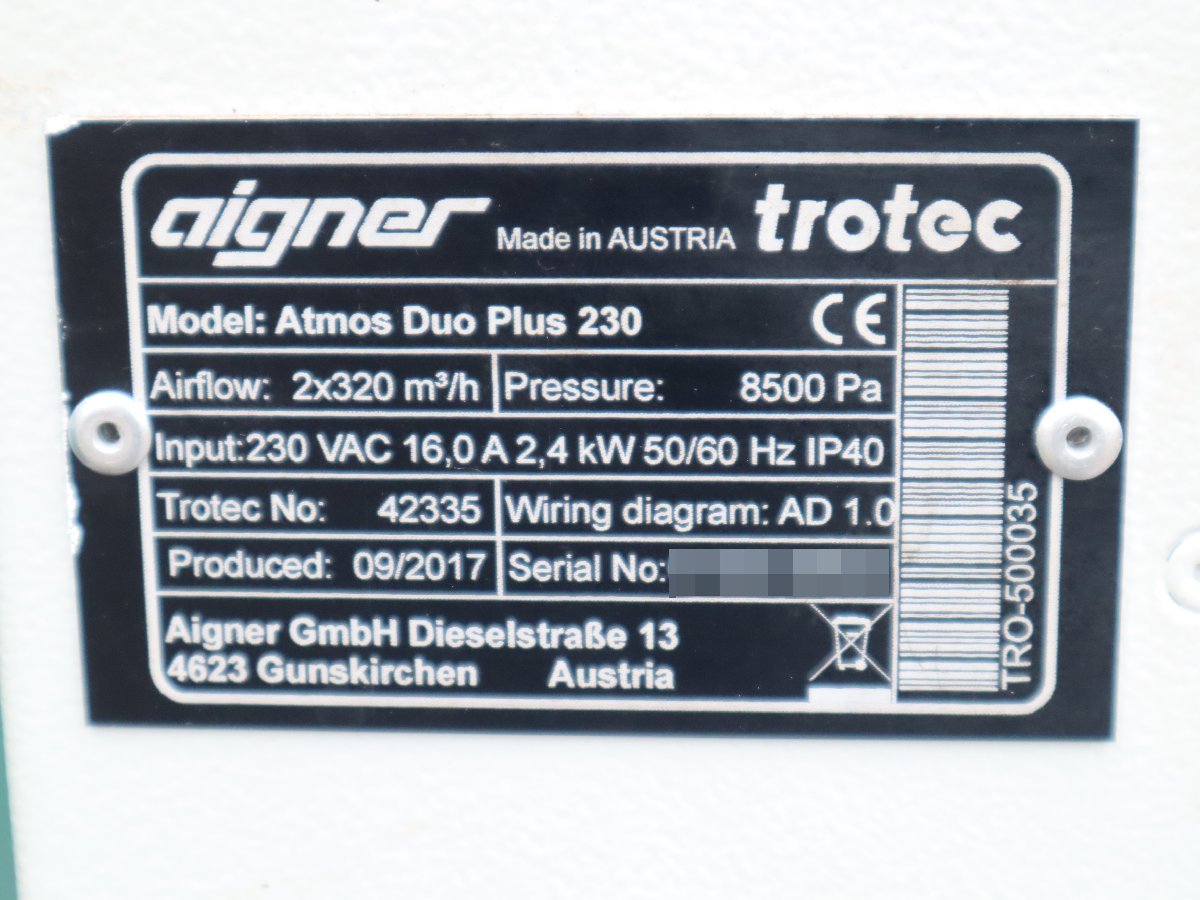 aigner Made in AUSTRIA trotec
Model: Atmos Duo Plus 230 CE
Airflow: 2x320 m³/h Pressure: 8500 Pa
Input:230 VAC 16,0 A 2,4 kW 50/60 Hz IP40
Trotec No: 42335 Wiring diagram: AD 1.0
Produced: 09/2017 Serial No:
Aigner GmbH Dieselstraße 13
4623 Gunskirchen Austria
TRO-500035